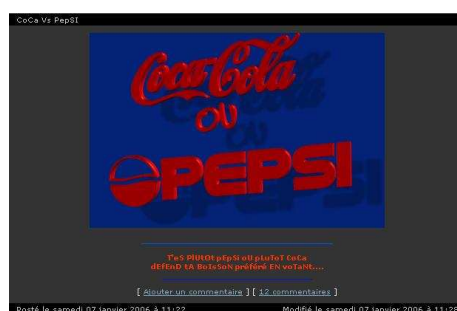 CoCa Vs PepSI
Coca-Cola
OU
PEPSI
T'eS PlUtOt pEpSi oU pLuToT CoCa
dEfEnD tA BoIsSoN préféré EN voTaNt....
[ Ajouter un commentaire ] [ 12 commentaires ]
Posté le samedi 07 janvier 2006 à 11:22 Modifié le samedi 07 janvier 2006 à 11:28